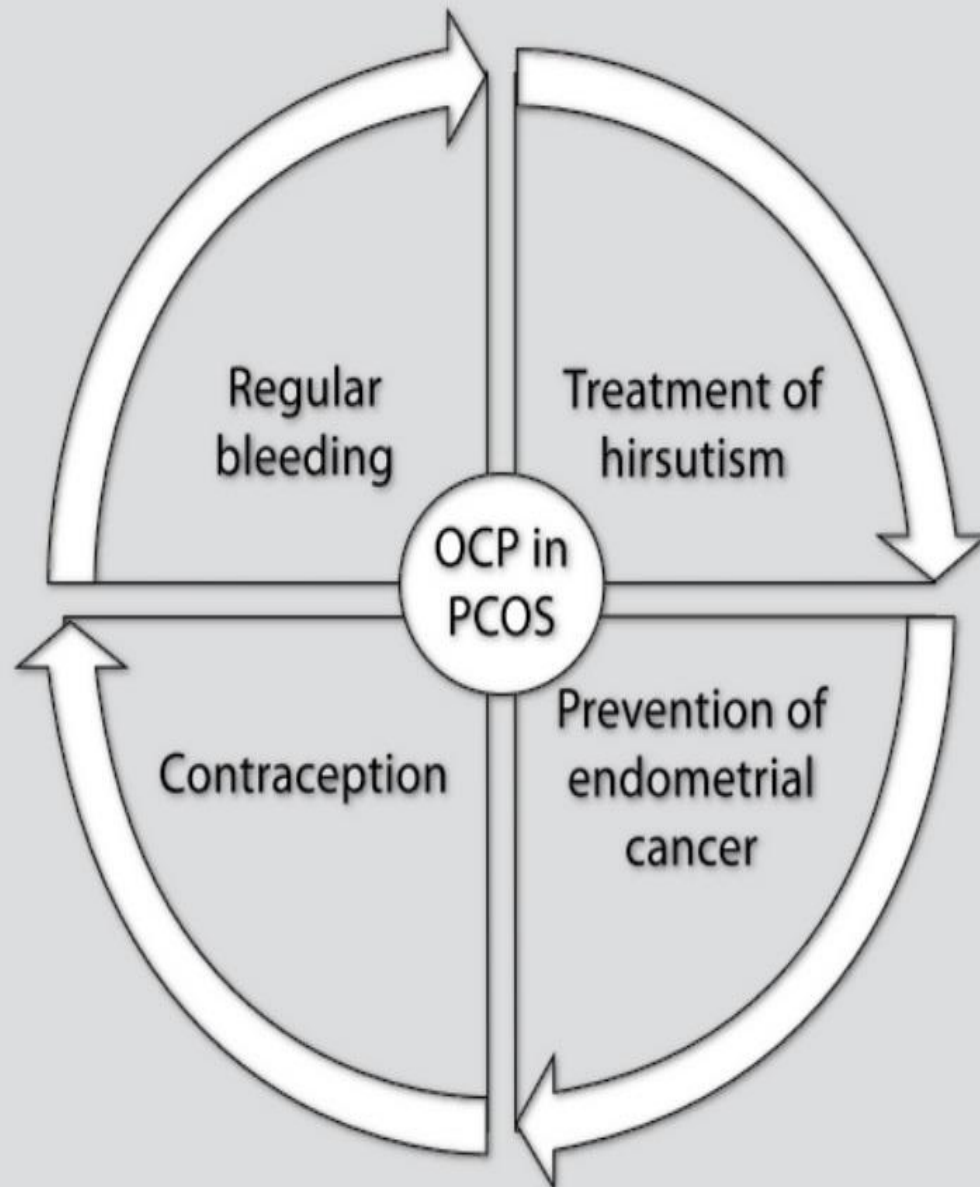 Regular
bleeding
Treatment of
hirsutism
OCP in
PCOS
Contraception
Prevention of
endometrial
cancer